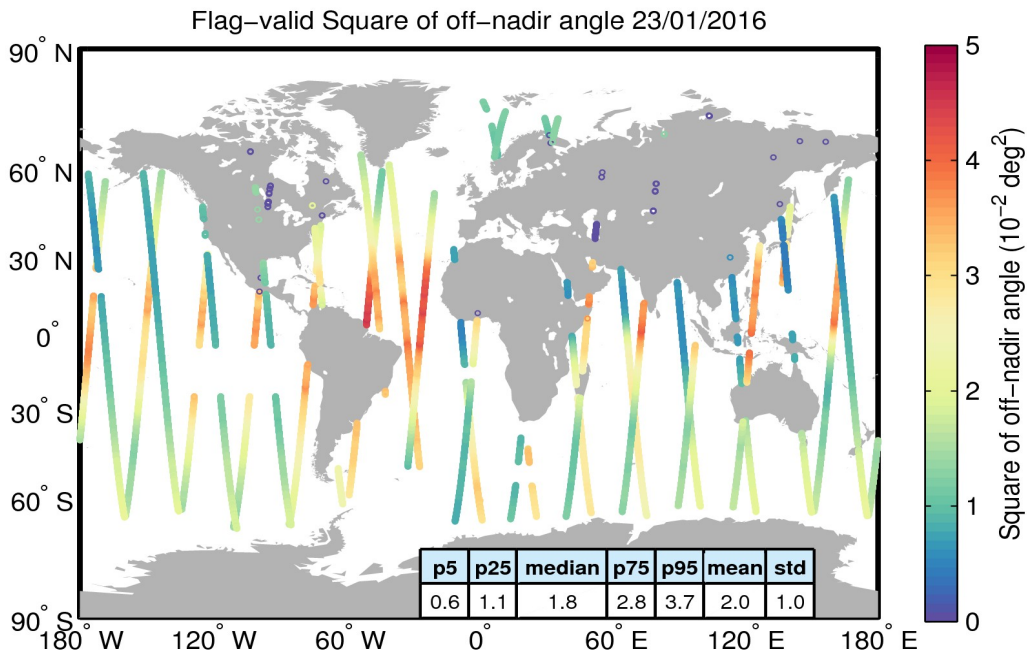 Flag−valid Square of off−nadir angle 23/01/2016
90° N
60° N
30° N
0°
30° S
60° S
90° S
180° W
120° W
60° W
0°
60° E
120° E
180° E
p5 p25 median p75 p95 mean std
0.6 1.1 1.8 2.8 3.7 2.0 1.0
5
4
3
2
1
0
Square of off−nadir angle (10⁻² deg²)